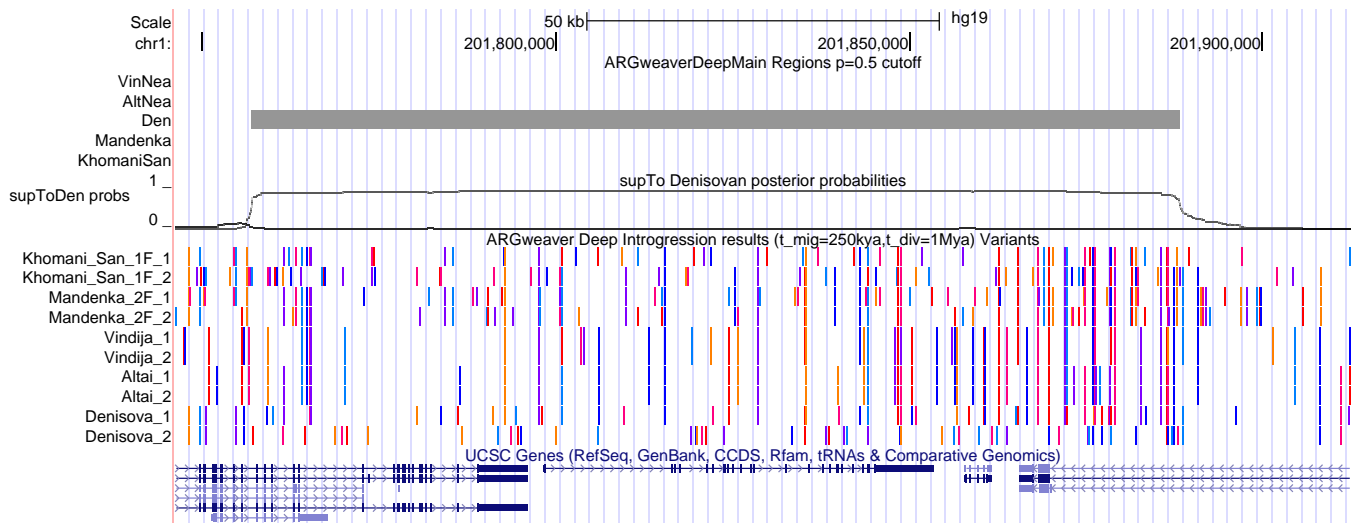 Scale 50 kb hg19
chr1: 201,800,000 201,850,000 201,900,000
ARGweaverDeepMain Regions p=0.5 cutoff
VinNea
AltNea
Den
Mandenka
KhomaniSan
1 _
supTo Denisovan posterior probabilities
supToDen probs
0 _
ARGweaver Deep Introgression results (t_mig=250kya,t_div=1Mya) Variants
Khomani_San_1F_1
Khomani_San_1F_2
Mandenka_2F_1
Mandenka_2F_2
Vindija_1
Vindija_2
Altai_1
Altai_2
Denisova_1
Denisova_2
UCSC Genes (RefSeq, GenBank, CCDS, Rfam, tRNAs & Comparative Genomics)